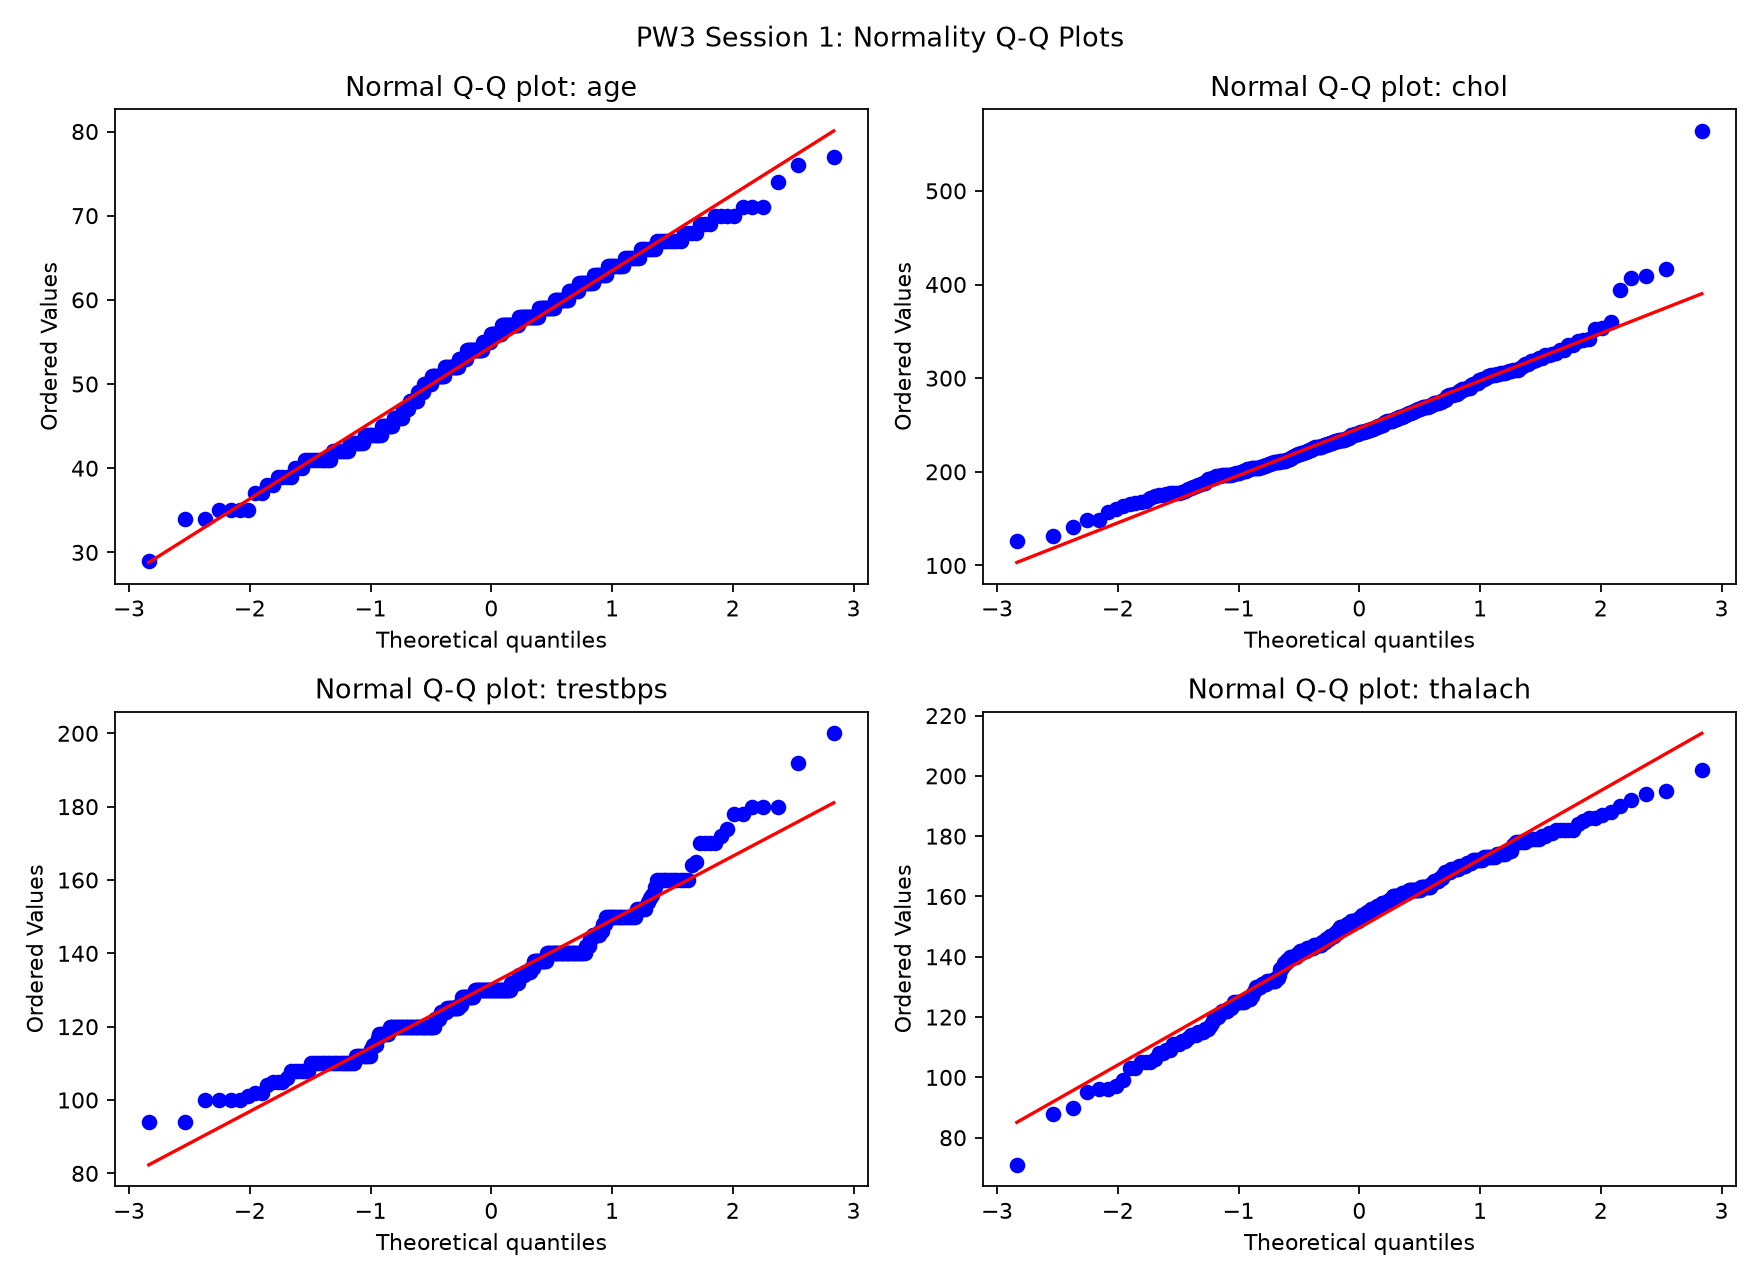 PW3 Session 1: Normality Q-Q Plots
Normal Q-Q plot: age
80
70
60
50
40
30
Ordered Values
−3 −2 −1 0 1 2 3
Theoretical quantiles
Normal Q-Q plot: chol
500
400
300
200
100
Ordered Values
−3 −2 −1 0 1 2 3
Theoretical quantiles
Normal Q-Q plot: trestbps
200
180
160
140
120
100
80
Ordered Values
−3 −2 −1 0 1 2 3
Theoretical quantiles
Normal Q-Q plot: thalach
220
200
180
160
140
120
100
80
Ordered Values
−3 −2 −1 0 1 2 3
Theoretical quantiles